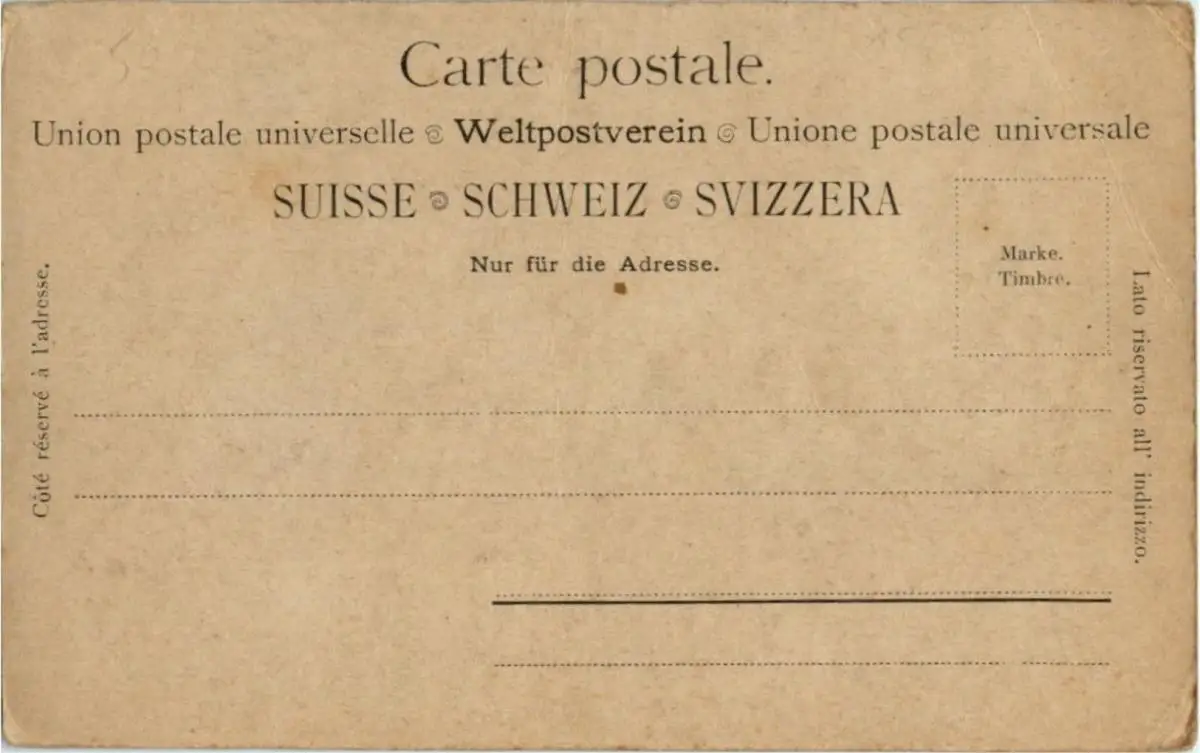 Carte postale.
Union postale universelle Weltpostverein Unione postale universale
SUISSE SCHWEIZ SVIZZERA
Nur für die Adresse.
Marke.
Timbre.
Côté réservé à l'adresse.
Lato riservato all' indirizzo.